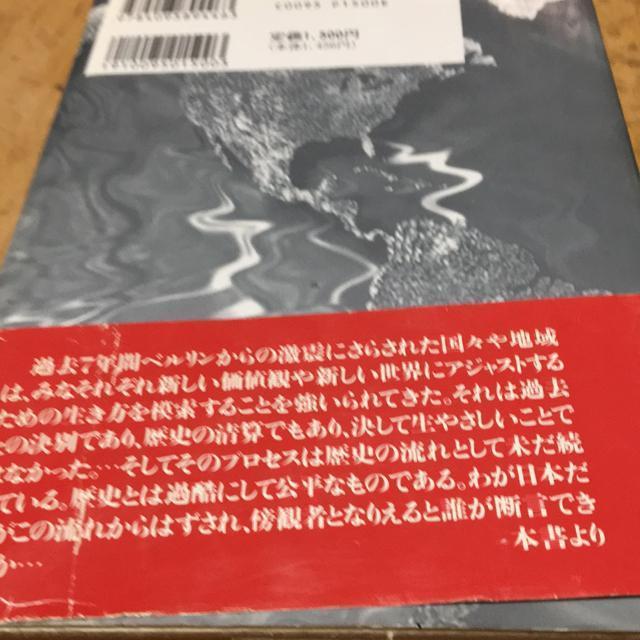 C0095 P1500E
定価1,500円
過去7年間ベルリンからの激震にさらされた国々や地域
は、みなそれぞれ新しい価値観や新しい世界にアジャストする
ための生き方を模索することを強いられてきた。それは過去
の決別であり、歴史の清算でもあり、決して生やさしいことで
なかった。…そしてそのプロセスは歴史の流れとして未だ続
ている。歴史とは過酷にして公平なものである。わが日本だ
この流れからはずされ、傍観者となりえると誰が断言でき
か…
本書より